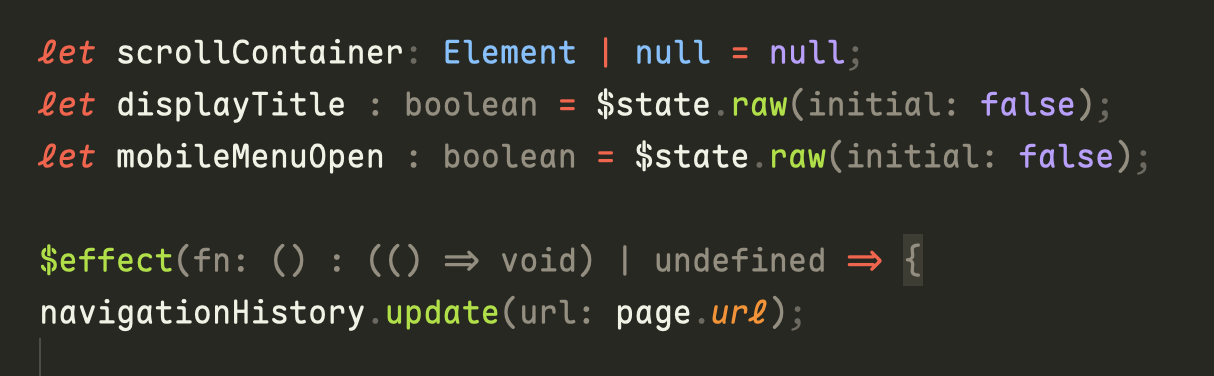 let scrollContainer: Element | null = null;
let displayTitle : boolean = $state.raw(initial: false);
let mobileMenuOpen : boolean = $state.raw(initial: false);
$effect(fn: () : (() => void) | undefined => {
navigationHistory.update(url: page.url);